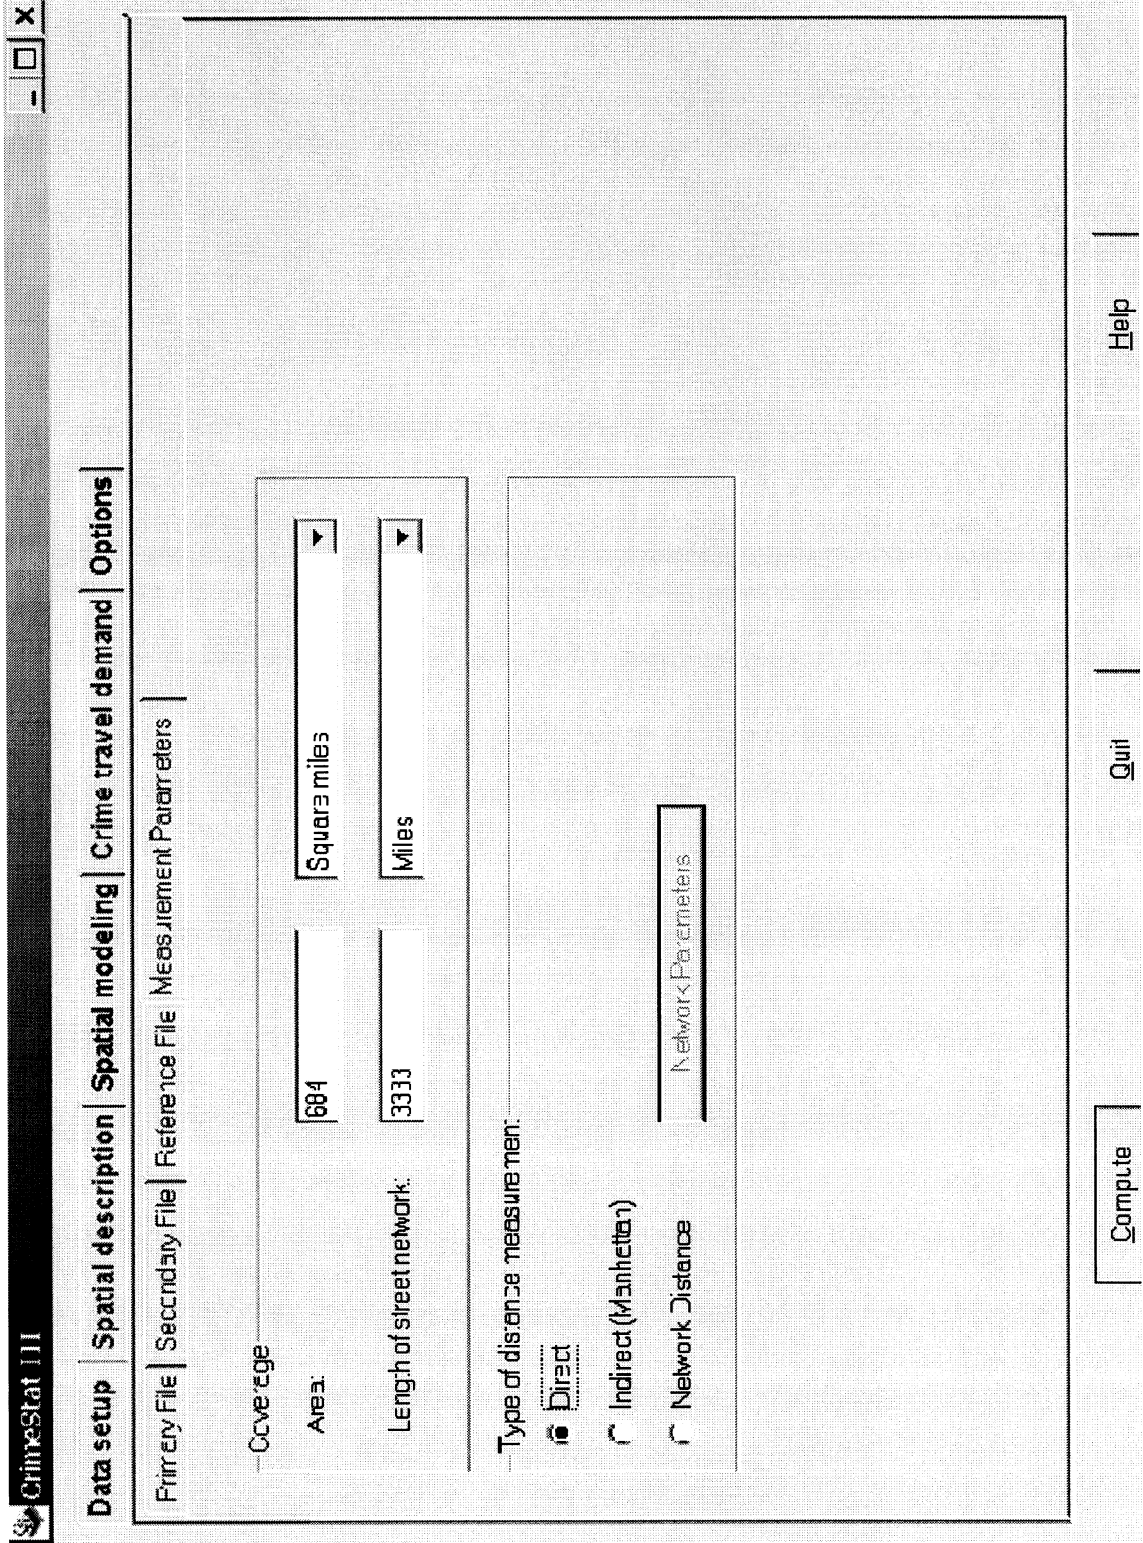 CrimeStat III
Data setup Spatial description Spatial modeling Crime travel demand Options
Primary File Secondary File Reference File Measurement Parameters
Coverage
Area: 684 Square miles
Length of street network: 3333 Miles
Type of distance measurement:
Direct
Indirect (Manhattan)
Network Distance Network Parameters
Compute Quit Help